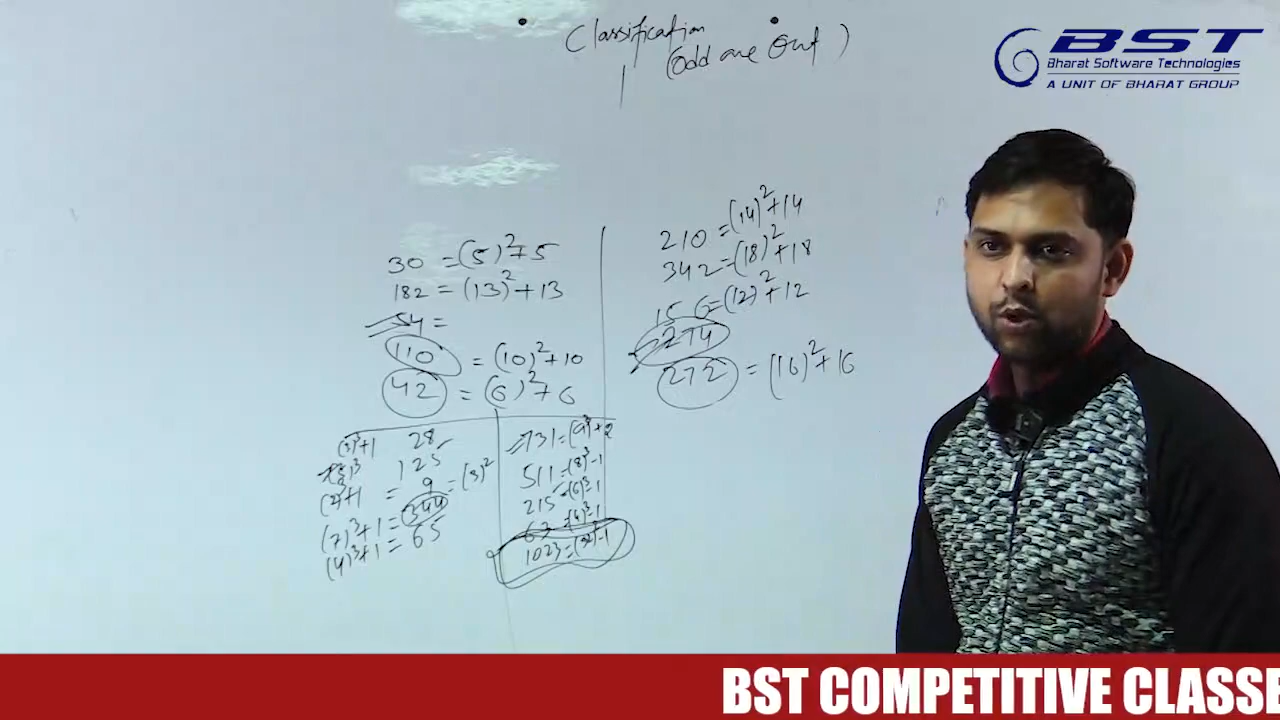 Classification
(Odd one Out)
BST
Bharat Software Technologies
A UNIT OF BHARAT GROUP
30 = (5)²+5
182 = (13)²+13
54 =
110 = (10)²+10
42 = (6)²+6
210 = (14)²+14
342 = (18)²+18
156 = (12)²+12
274
272 = (16)²+16
(3)³+1 28
125
(2)³+1 = 9 = (3)²
(7)³+1 = 344
(4)³+1 = 65
731 = (9)³+2
511 = (8)³-1
215 = (6)³-1
63 = (4)³-1
1023
BST COMPETITIVE CLASSE